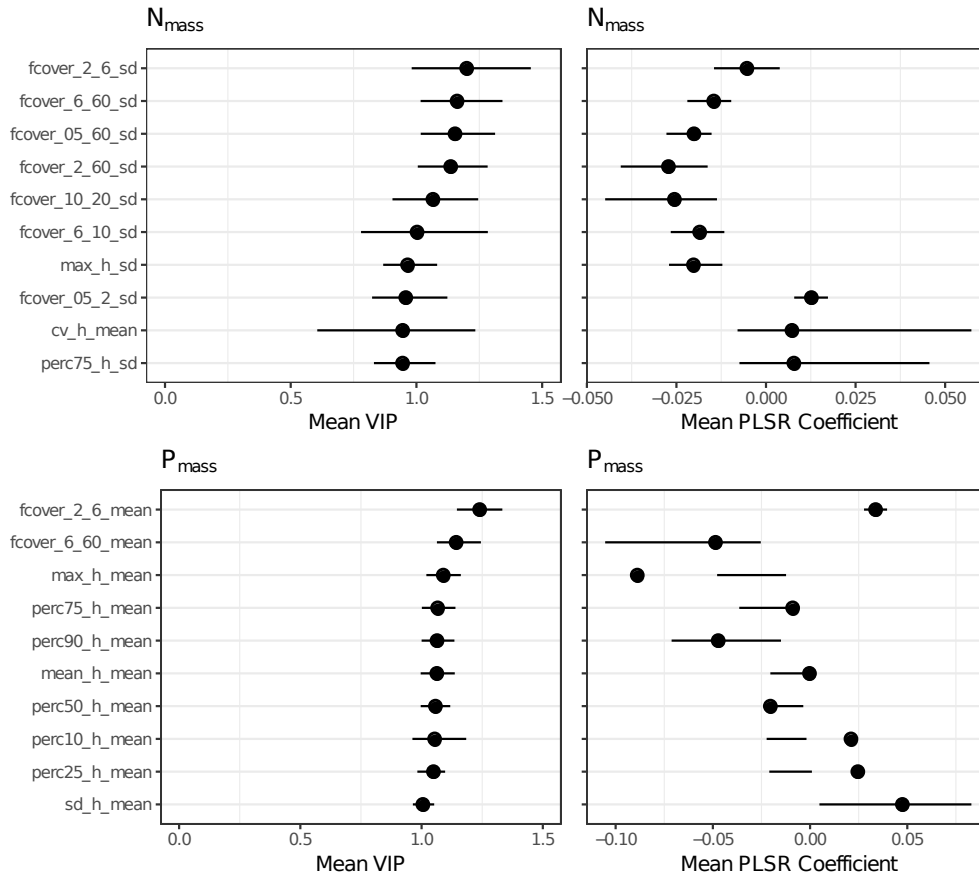 N_mass N_mass
fcover_2_6_sd
fcover_6_60_sd
fcover_05_60_sd
fcover_2_60_sd
fcover_10_20_sd
fcover_6_10_sd
max_h_sd
fcover_05_2_sd
cv_h_mean
perc75_h_sd
0.0 0.5 1.0 1.5 −0.050 −0.025 0.000 0.025 0.050
Mean VIP Mean PLSR Coefficient
P_mass P_mass
fcover_2_6_mean
fcover_6_60_mean
max_h_mean
perc75_h_mean
perc90_h_mean
mean_h_mean
perc50_h_mean
perc10_h_mean
perc25_h_mean
sd_h_mean
0.0 0.5 1.0 1.5 −0.10 −0.05 0.00 0.05
Mean VIP Mean PLSR Coefficient